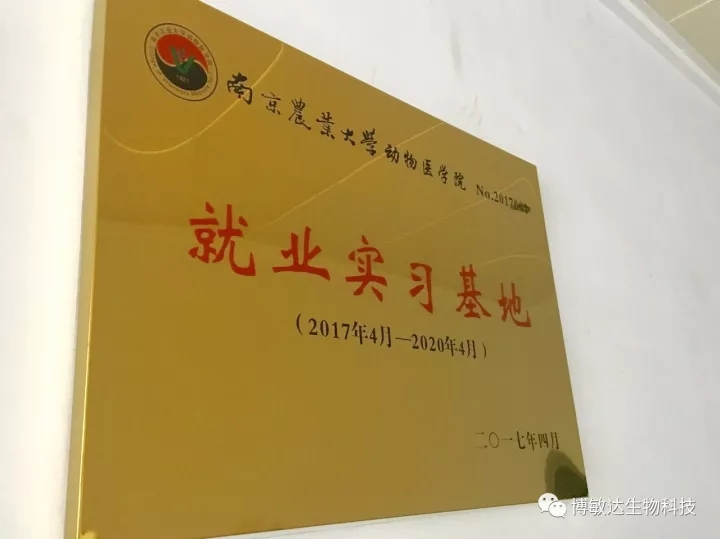 南京農業大學动物医学院 No.2017
就业实习基地
(2017年4月—2020年4月)
二〇一七年四月
博敏达生物科技